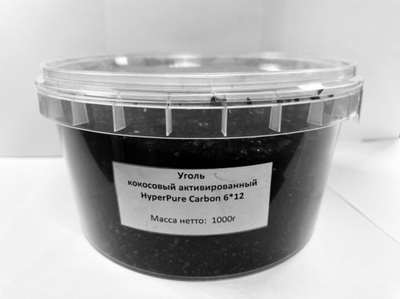 Уголь
кокосовый активированный
HyperPure Carbon 6*12
Масса нетто: 1000г